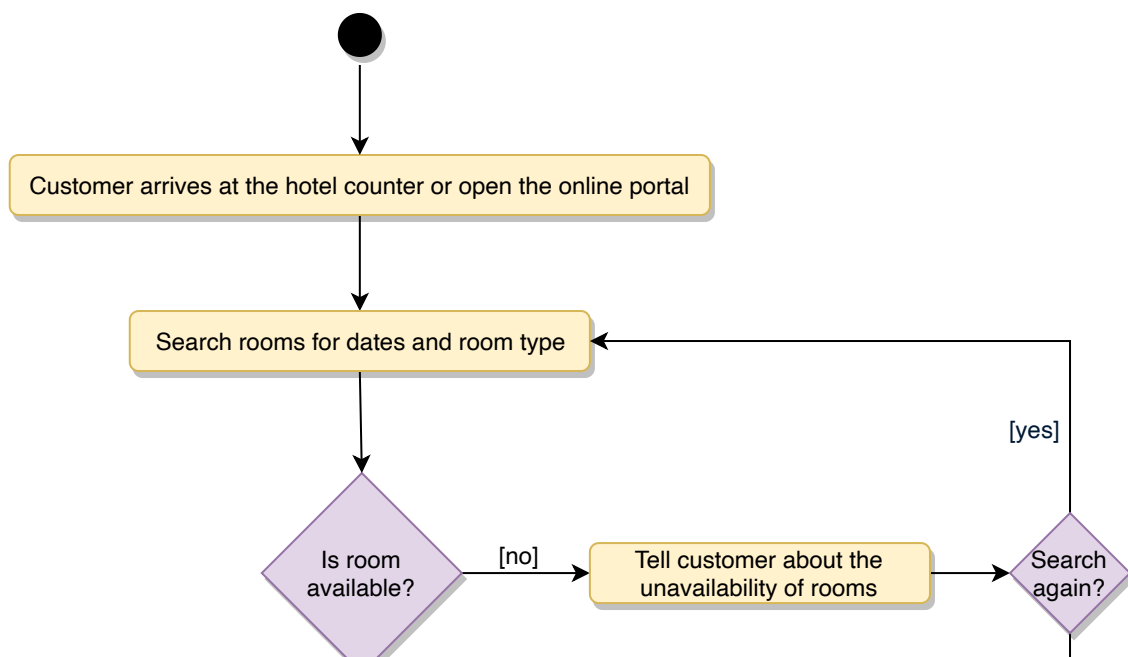 Customer arrives at the hotel counter or open the online portal
Search rooms for dates and room type
[yes]
Is room
available?
[no]
Tell customer about the
unavailability of rooms
Search
again?